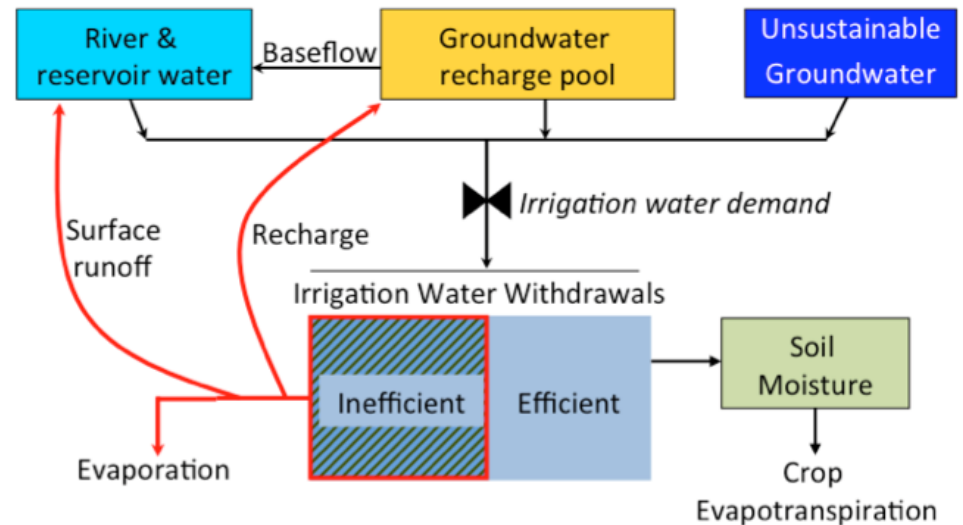 River &
reservoir water
Baseflow
Groundwater
recharge pool
Unsustainable
Groundwater
Irrigation water demand
Surface
runoff
Recharge
Irrigation Water Withdrawals
Inefficient
Efficient
Soil
Moisture
Evaporation
Crop
Evapotranspiration